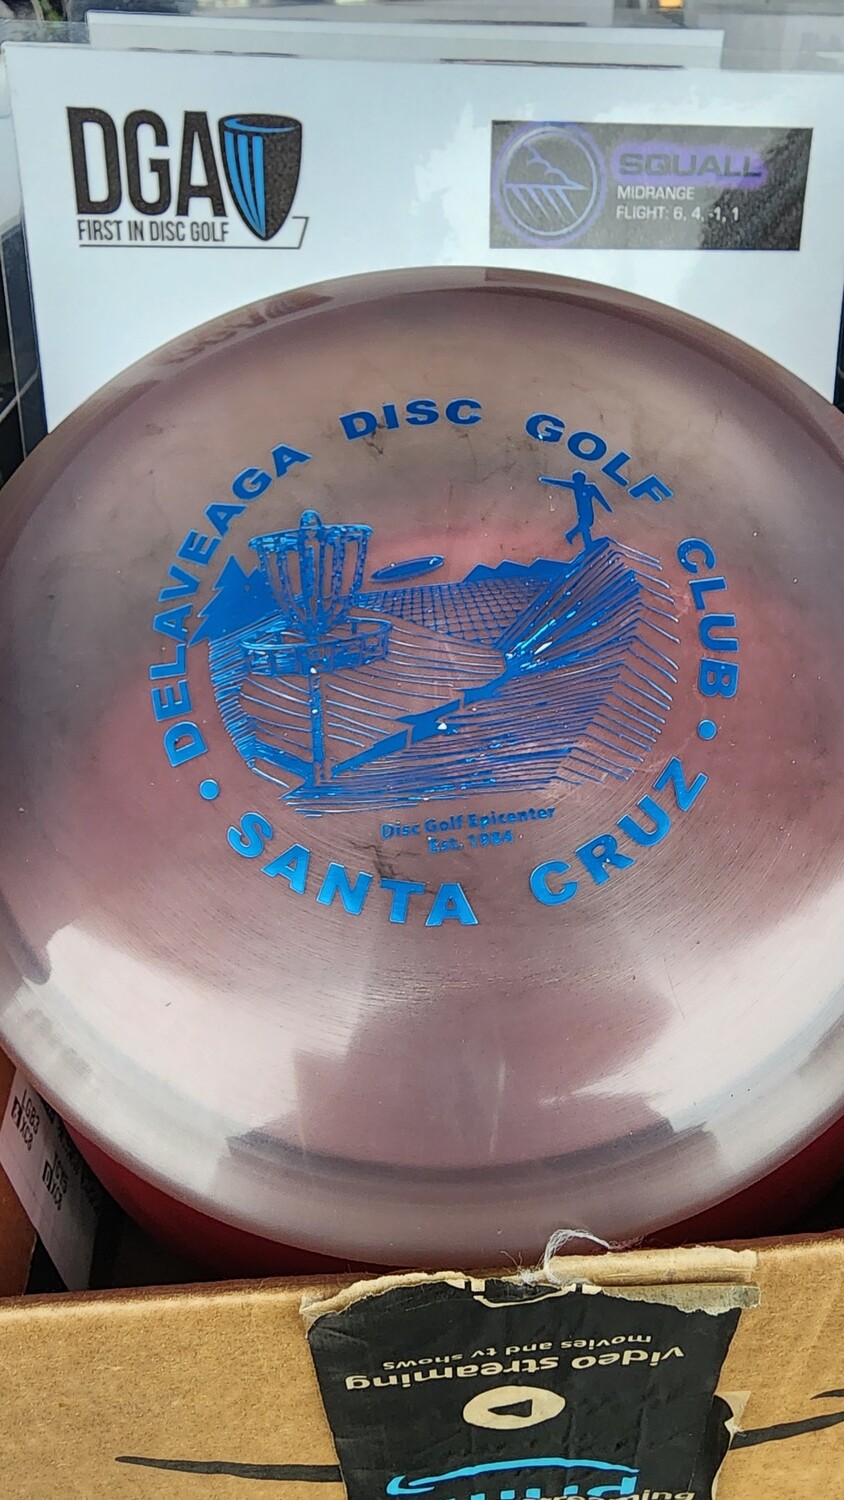 DGA
FIRST IN DISC GOLF
SQUALL
MIDRANGE
FLIGHT: 6, 4, -1, 1
DELAVEAGA DISC GOLF CLUB
Disc Golf Epicenter
Est. 1984
• SANTA CRUZ •
movies and tv shows
video streaming